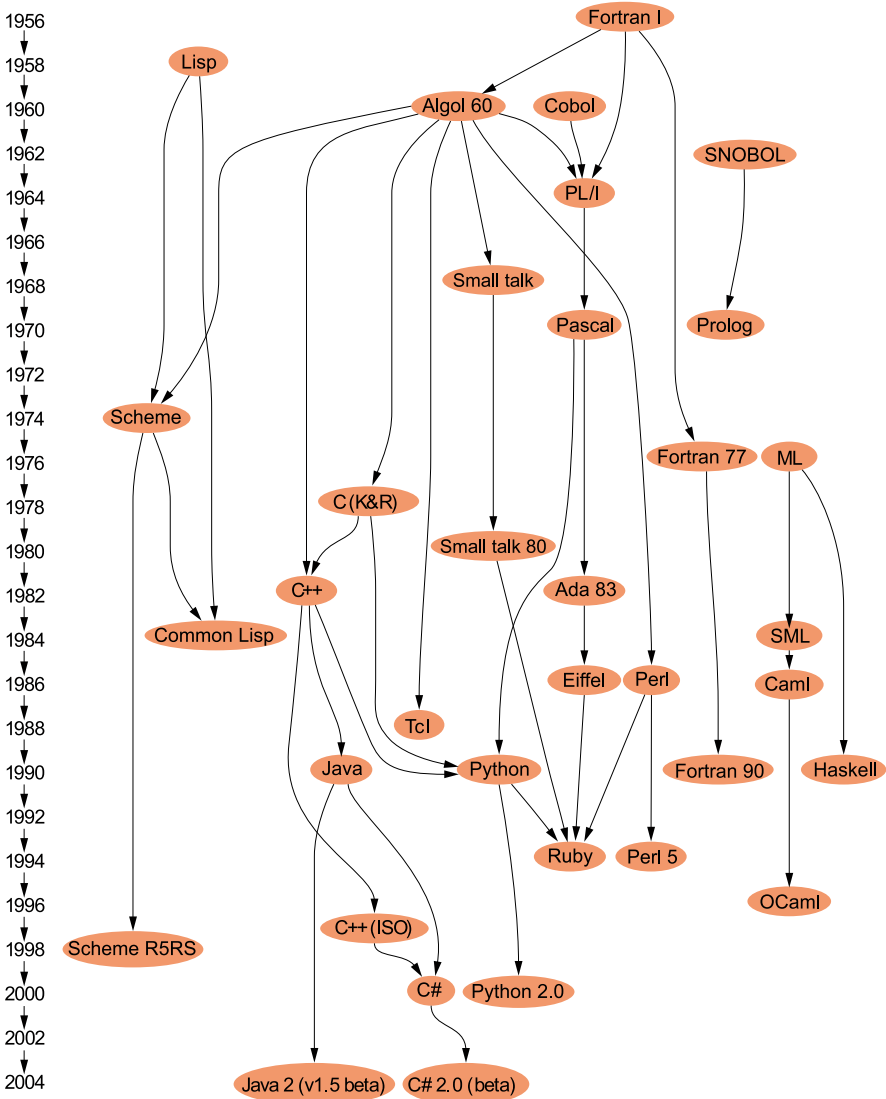 1956
Fortran I
1958
Lisp
1960
Algol 60
Cobol
1962
SNOBOL
1964
PL/I
1966
1968
Small talk
1970
Pascal
Prolog
1972
1974
Scheme
1976
Fortran 77
ML
1978
C (K&R)
1980
Small talk 80
1982
C++
Ada 83
1984
Common Lisp
SML
1986
Eiffel
Perl
Caml
1988
Tcl
1990
Java
Python
Fortran 90
Haskell
1992
1994
Ruby
Perl 5
1996
OCaml
C++ (ISO)
1998
Scheme R5RS
2000
C#
Python 2.0
2002
2004
Java 2 (v1.5 beta)
C# 2.0 (beta)